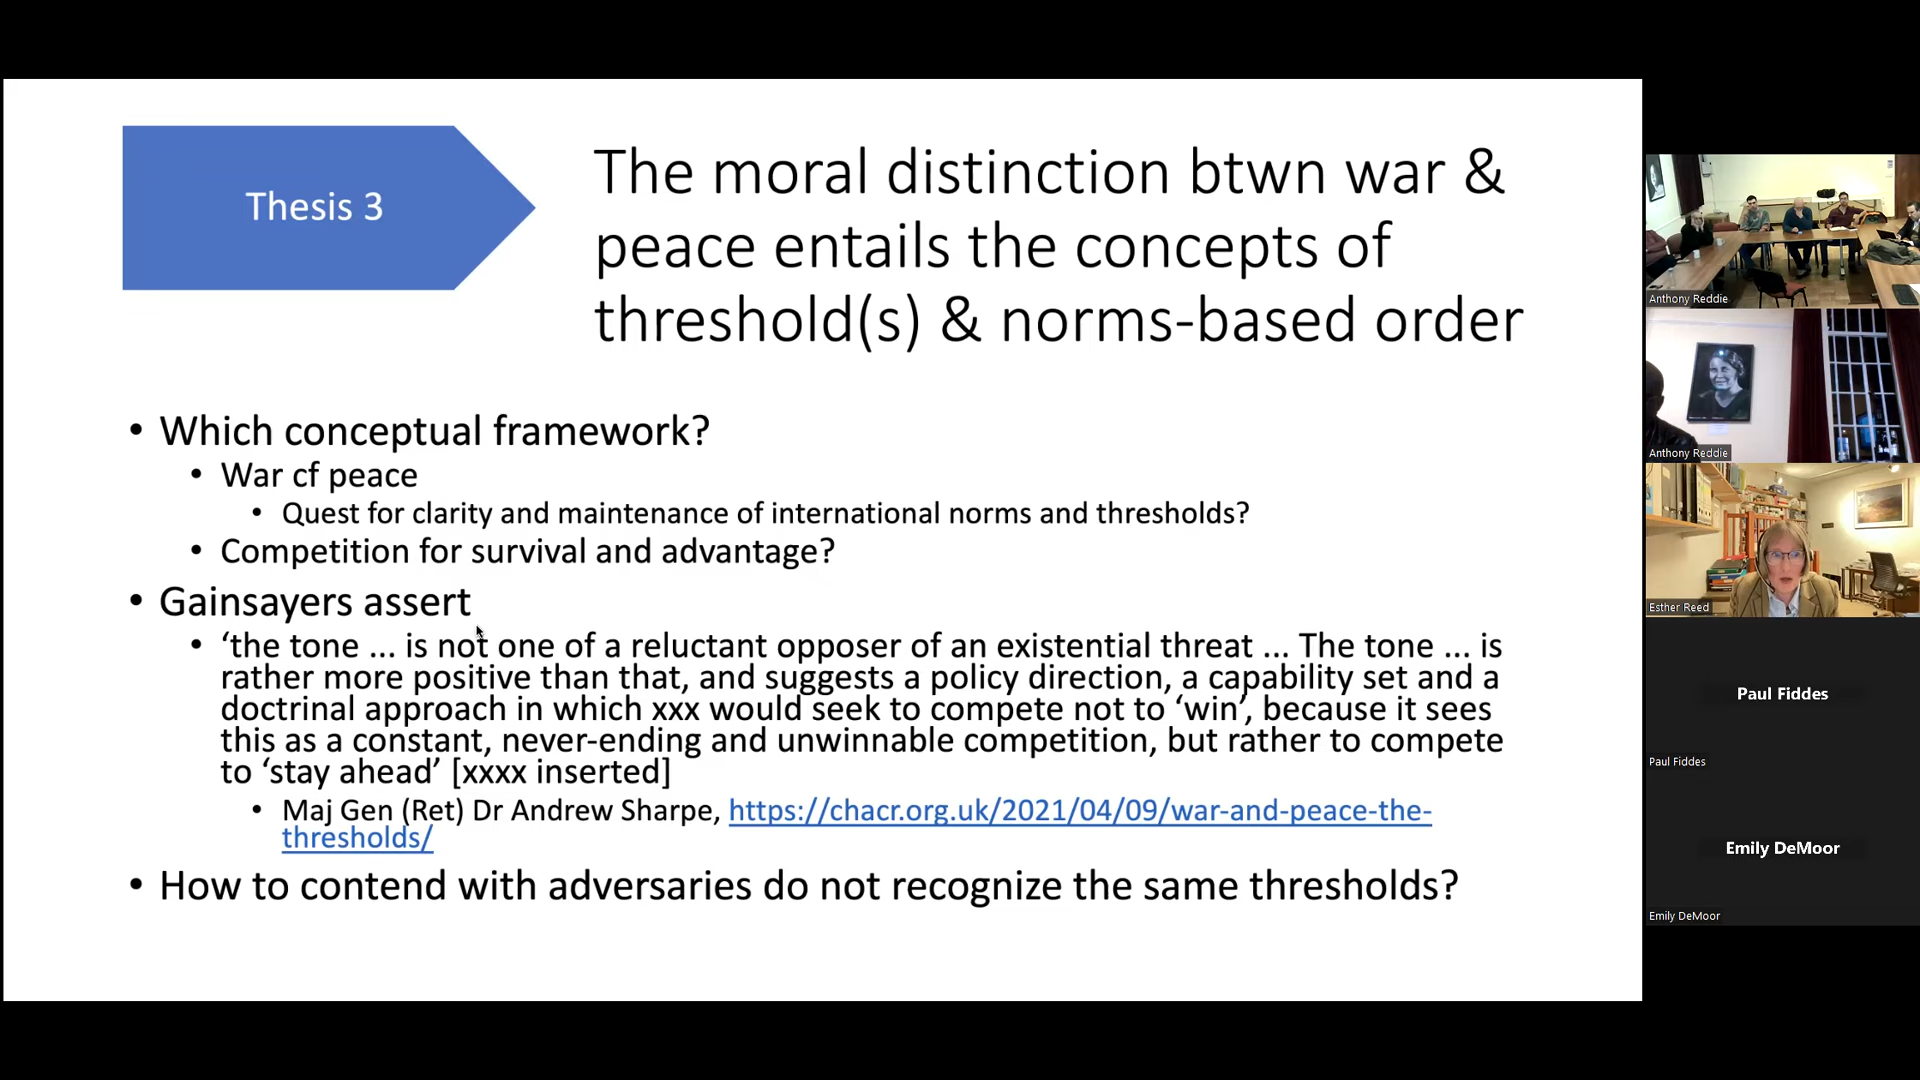 Thesis 3
The moral distinction btwn war &
peace entails the concepts of
threshold(s) & norms-based order
• Which conceptual framework?
• War cf peace
• Quest for clarity and maintenance of international norms and thresholds?
• Competition for survival and advantage?
• Gainsayers assert
• ‘the tone ... is not one of a reluctant opposer of an existential threat ... The tone ... is
rather more positive than that, and suggests a policy direction, a capability set and a
doctrinal approach in which xxx would seek to compete not to ‘win’, because it sees
this as a constant, never-ending and unwinnable competition, but rather to compete
to ‘stay ahead’ [xxxx inserted]
• Maj Gen (Ret) Dr Andrew Sharpe, https://chacr.org.uk/2021/04/09/war-and-peace-the-
thresholds/
• How to contend with adversaries do not recognize the same thresholds?
Anthony Reddie
Anthony Reddie
Esther Reed
Paul Fiddes
Paul Fiddes
Emily DeMoor
Emily DeMoor